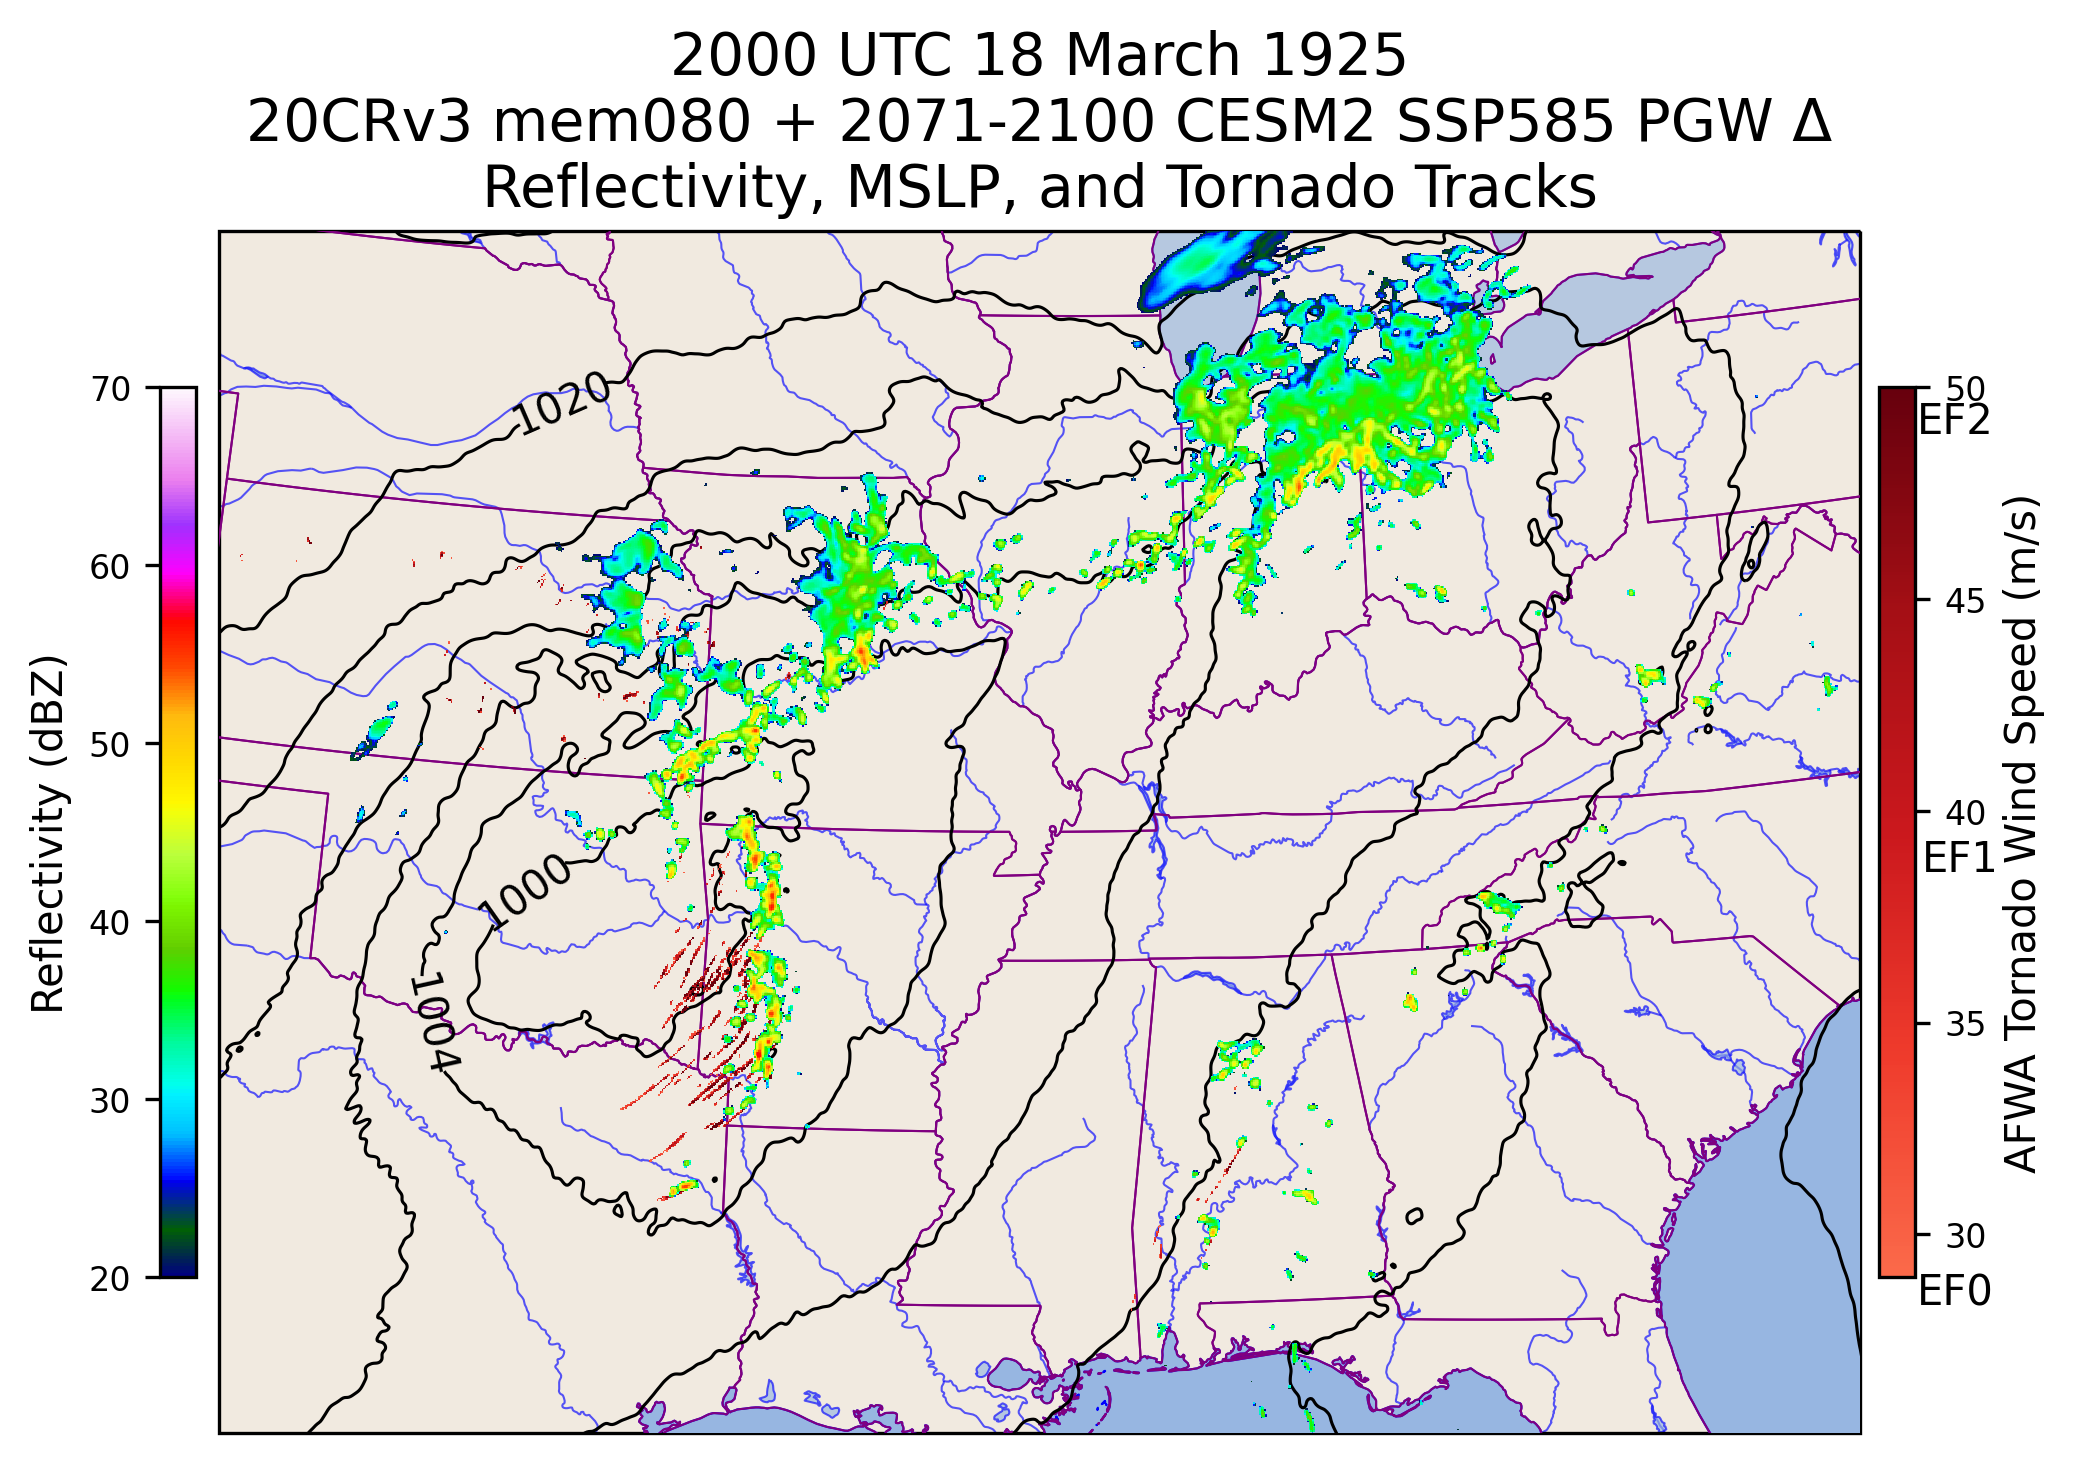 2000 UTC 18 March 1925
20CRv3 mem080 + 2071-2100 CESM2 SSP585 PGW Δ
Reflectivity, MSLP, and Tornado Tracks
70
60
50
40
30
20
Reflectivity (dBZ)
1020
1000
1004
50
EF2
45
40
EF1
35
30
EF0
AFWA Tornado Wind Speed (m/s)